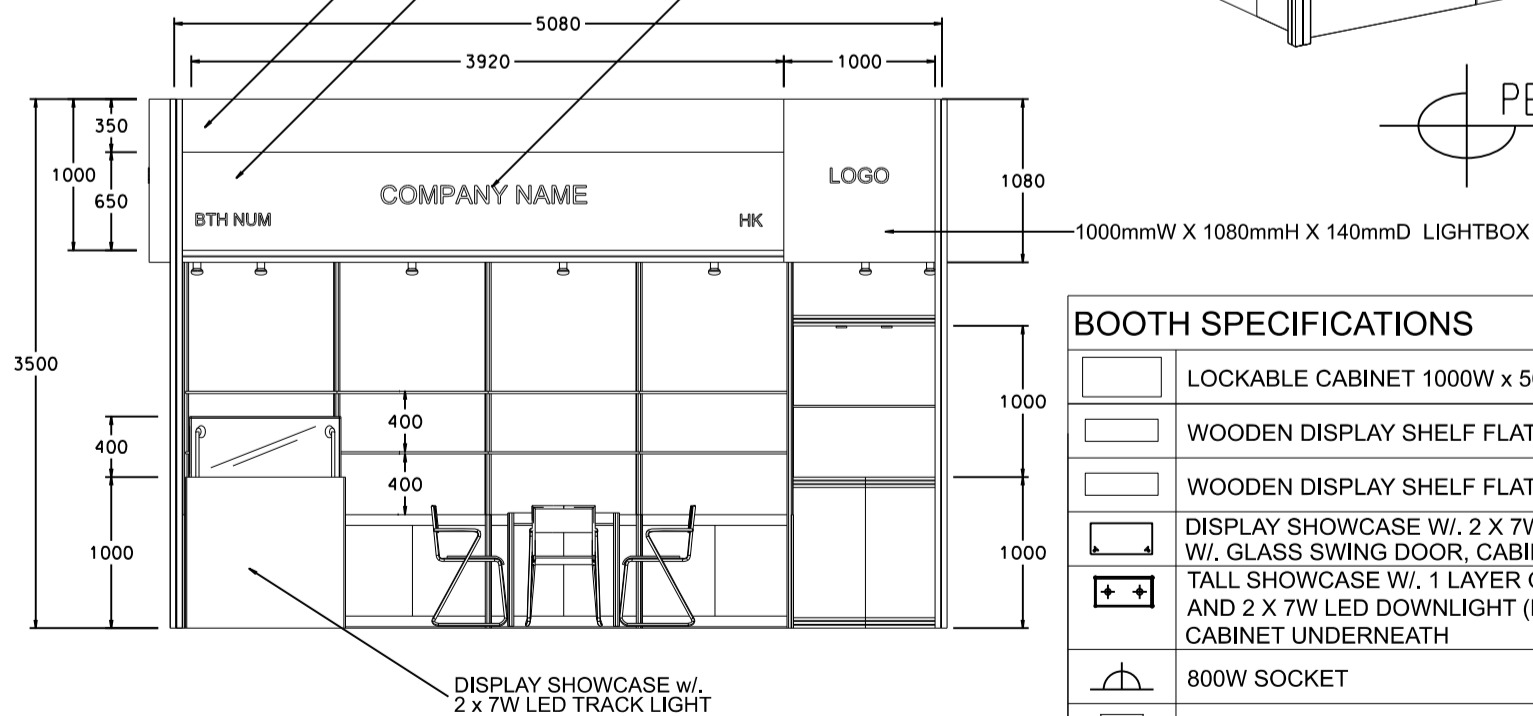 5080
3920
1000
350
1000
650
COMPANY NAME
BTH NUM
HK
LOGO
1080
1000mmW X 1080mmH X 140mmD LIGHTBOX
3500
400
1000
400
400
1000
1000
DISPLAY SHOWCASE w/.
2 x 7W LED TRACK LIGHT
BOOTH SPECIFICATIONS
LOCKABLE CABINET 1000W x
WOODEN DISPLAY SHELF FLAT
WOODEN DISPLAY SHELF FLAT
DISPLAY SHOWCASE W/. 2 X 7W
W/. GLASS SWING DOOR,
TALL SHOWCASE W/. 1 LAYER
AND 2 X 7W LED DOWNLIGHT
CABINET UNDERNEATH
800W SOCKET